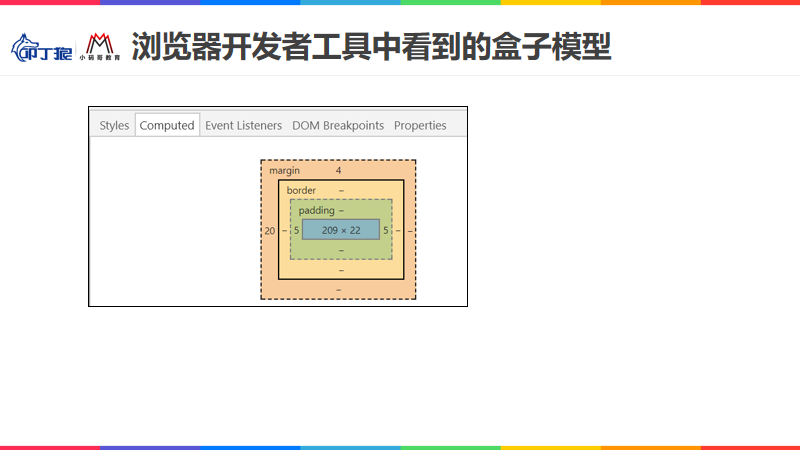 叩丁狼
小码哥教育
浏览器开发者工具中看到的盒子模型
Styles Computed Event Listeners DOM Breakpoints Properties
margin 4
border –
padding –
20 – 5 209 × 22 5 – –
–
–
–